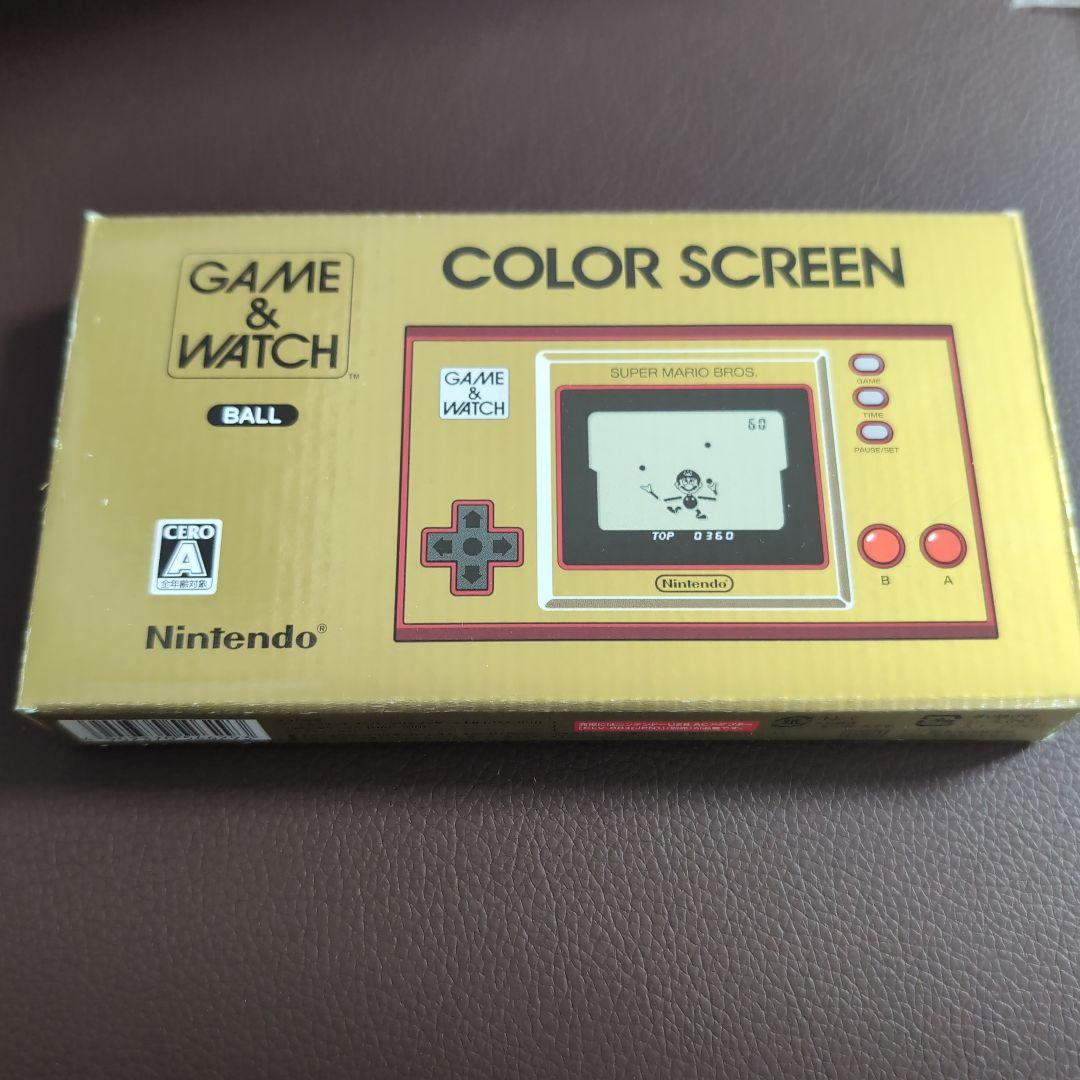 GAME
&
WATCH™
BALL
COLOR SCREEN
GAME
&
WATCH
SUPER MARIO BROS.
60
TOP 0360
Nintendo
GAME
TIME
PAUSE/SET
B
A
CERO
A
全年齢対象
Nintendo®